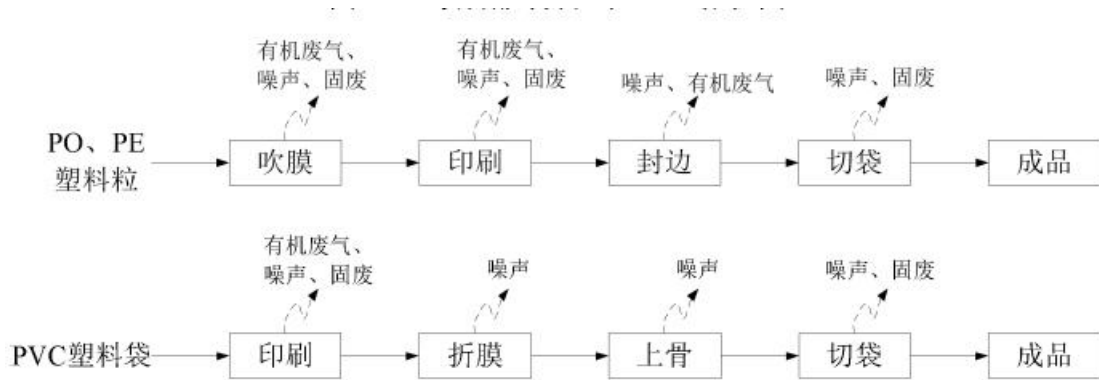 有机废气、
噪声、固废
有机废气、
噪声、固废
噪声、有机废气
噪声、固废
PO、PE
塑料粒
吹膜
印刷
封边
切袋
成品
有机废气、
噪声、固废
噪声
噪声
噪声、固废
PVC塑料袋
印刷
折膜
上骨
切袋
成品